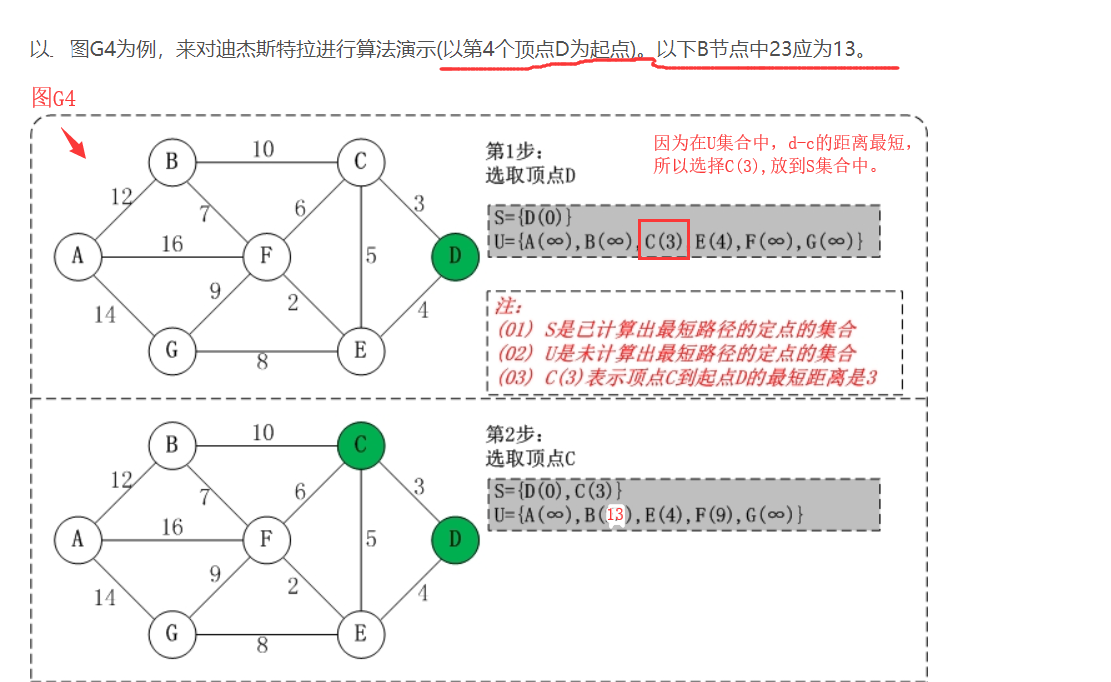 以 图G4为例，来对迪杰斯特拉进行算法演示(以第4个顶点D为起点)。以下B节点中23应为13。
图G4
B
10
C
12
7
6
3
A
16
F
5
D
14
9
2
4
G
8
E
第1步：
选取顶点D
因为在U集合中，d-c的距离最短，
所以选择C(3),放到S集合中。
S={D(0)}
U={A(∞),B(∞),C(3),E(4),F(∞),G(∞)}
注：
(01) S是已计算出最短路径的定点的集合
(02) U是未计算出最短路径的定点的集合
(03) C(3)表示顶点C到起点D的最短距离是3
B
10
C
12
7
6
3
A
16
F
5
D
14
9
2
4
G
8
E
第2步：
选取顶点C
S={D(0),C(3)}
U={A(∞),B(13),E(4),F(9),G(∞)}